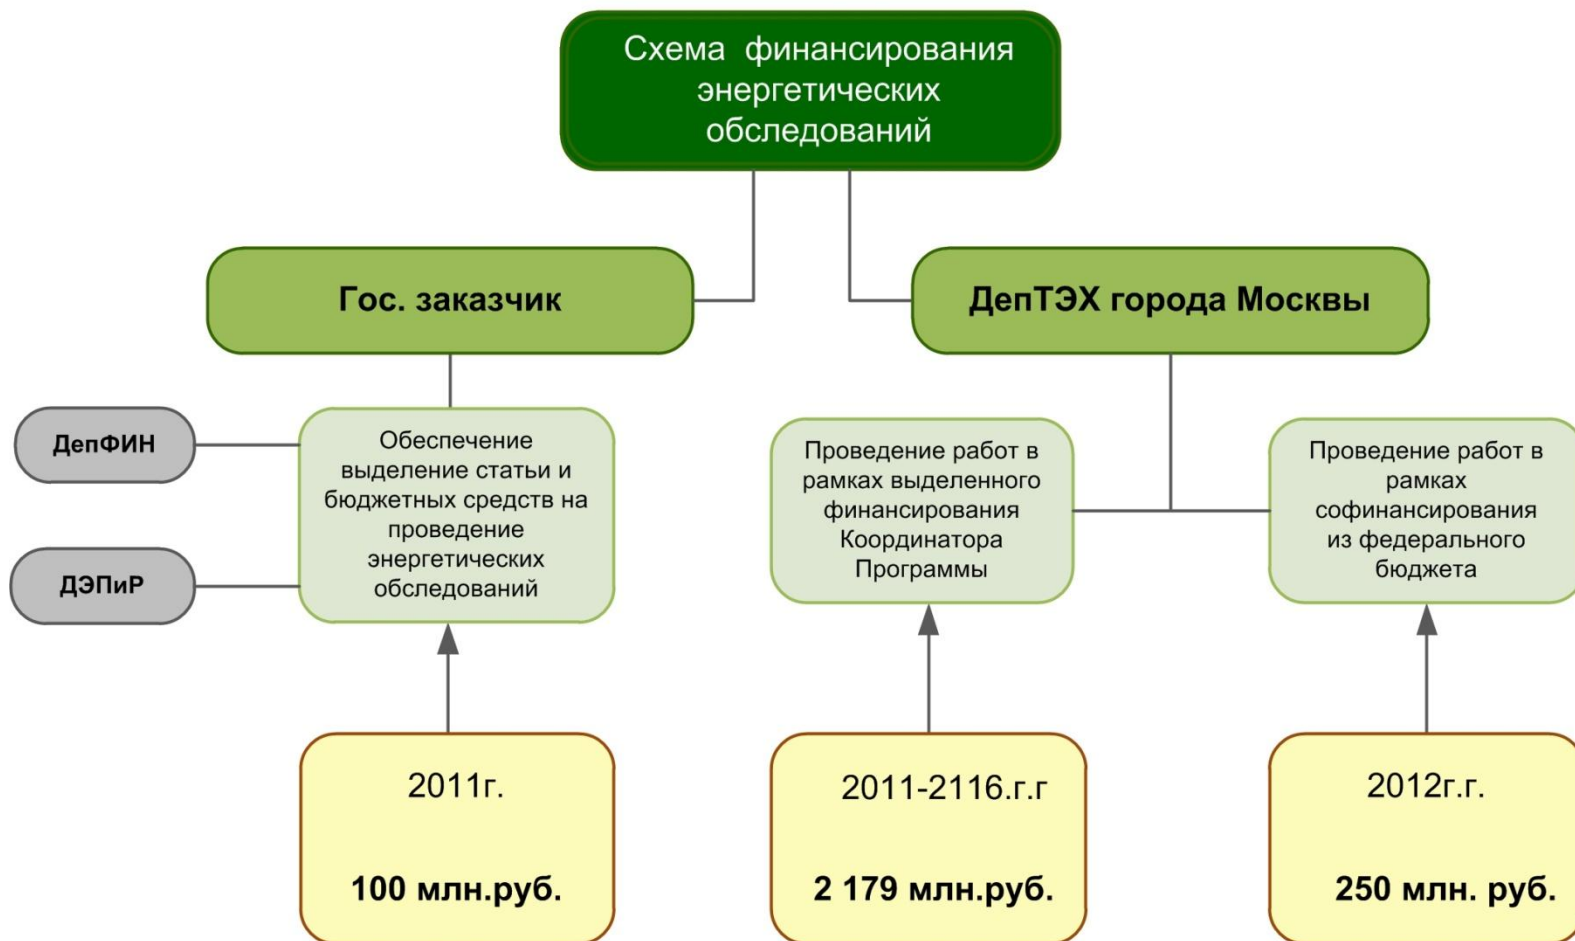 Схема финансирования
энергетических
обследований
Гос. заказчик
ДепТЭХ города Москвы
ДепФИН
ДЭПиР
Обеспечение
выделение статьи и
бюджетных средств на
проведение
энергетических
обследований
Проведение работ в
рамках выделенного
финансирования
Координатора
Программы
Проведение работ в
рамках
софинансирования
из федерального
бюджета
2011г.
100 млн.руб.
2011-2116.г.г
2 179 млн.руб.
2012г.г.
250 млн. руб.